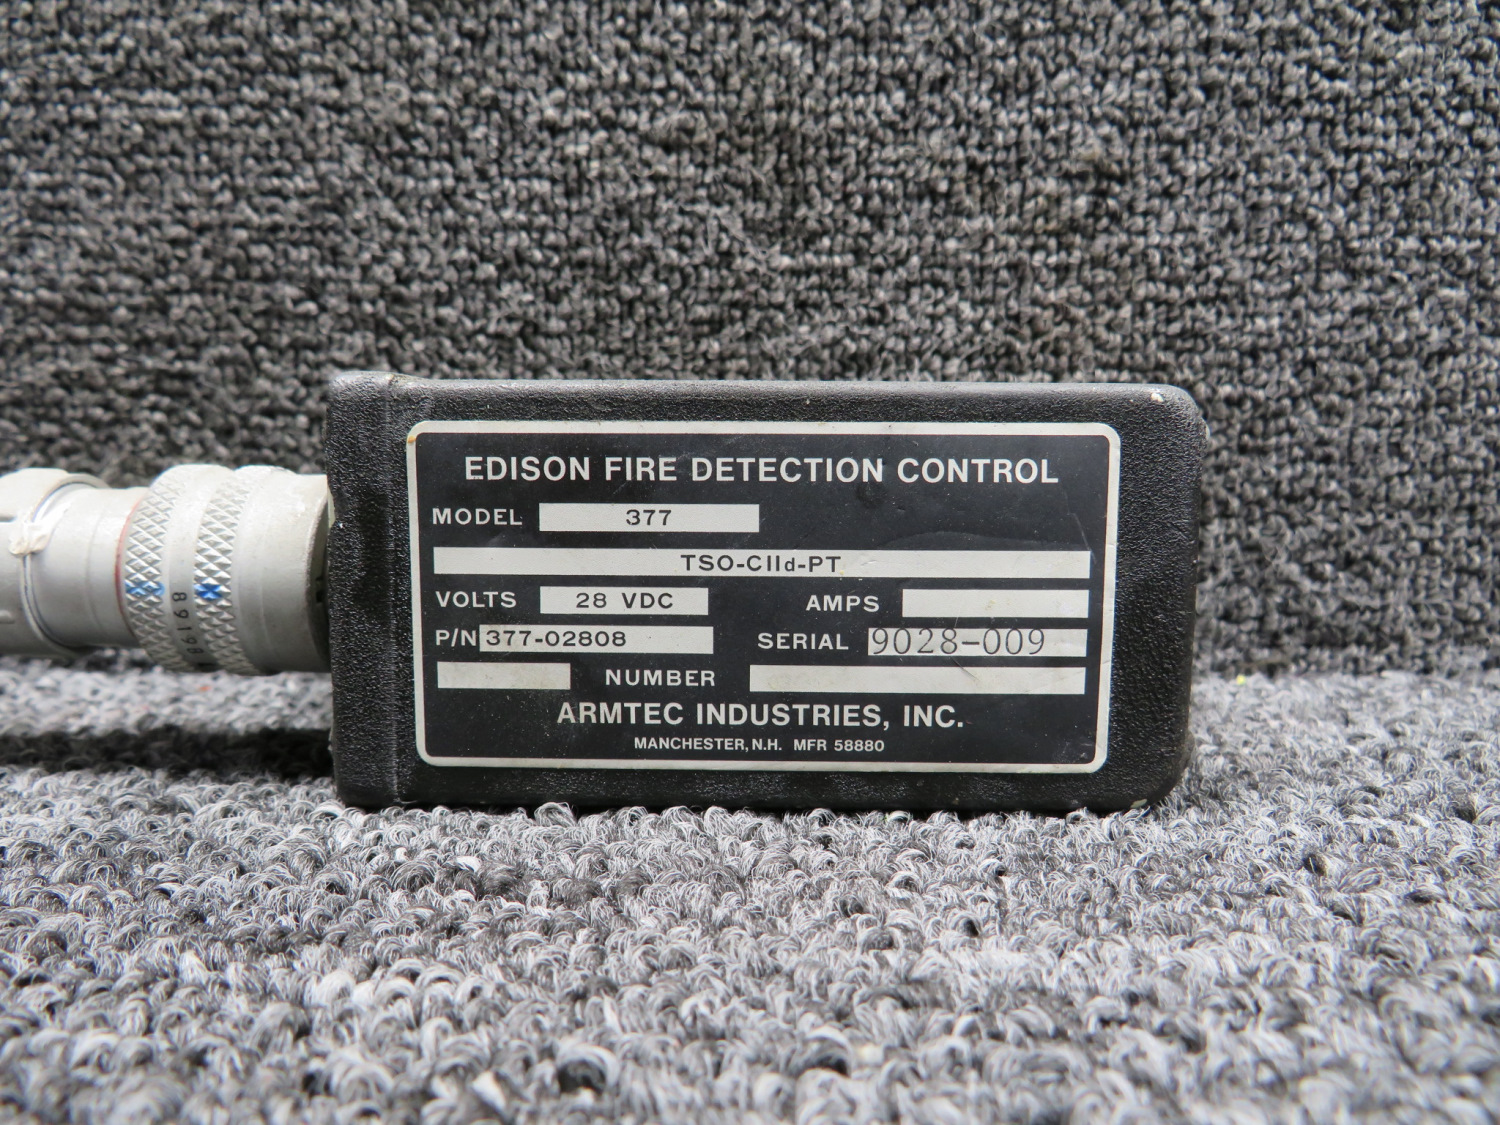 EDISON FIRE DETECTION CONTROL
MODEL 377
TSO-CIId-PT
VOLTS 28 VDC AMPS
P/N 377-02808 SERIAL 9028-009
NUMBER
ARMTEC INDUSTRIES, INC.
MANCHESTER, N.H. MFR 58880